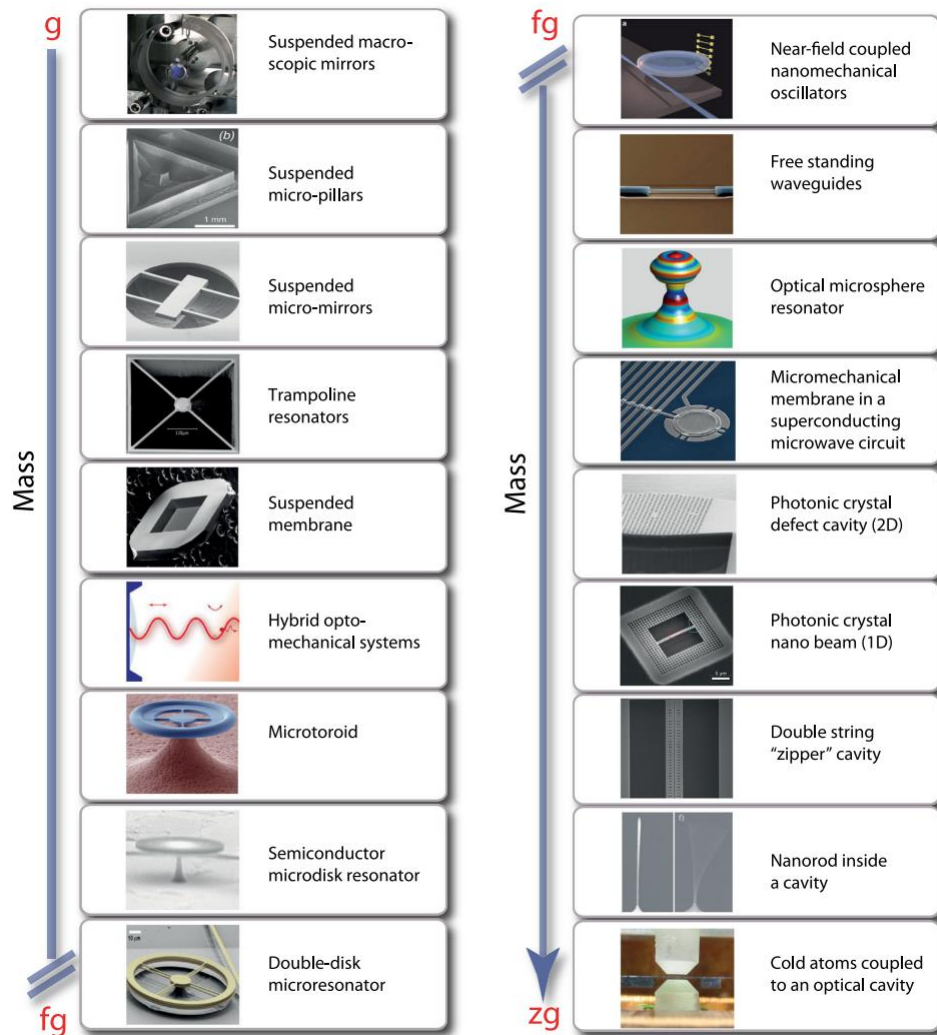 g
Suspended macro-
scopic mirrors
(b)
1 mm
Suspended
micro-pillars
Suspended
micro-mirrors
Trampoline
resonators
Mass
Suspended
membrane
Hybrid opto-
mechanical systems
Microtoroid
Semiconductor
microdisk resonator
10 µm
Double-disk
microresonator
fg
fg
a
Near-field coupled
nanomechanical
oscillators
Free standing
waveguides
Optical microsphere
resonator
Micromechanical
membrane in a
superconducting
microwave circuit
Mass
Photonic crystal
defect cavity (2D)
Photonic crystal
nano beam (1D)
Double string
“zipper” cavity
Nanorod inside
a cavity
Cold atoms coupled
to an optical cavity
zg